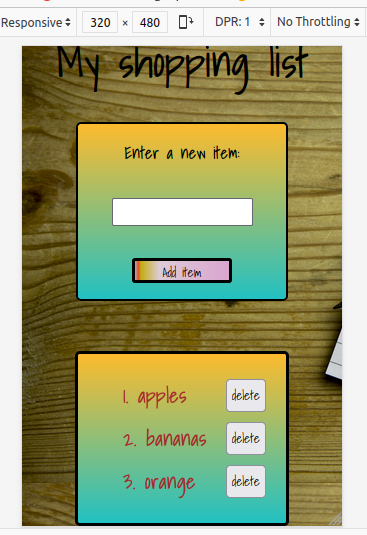 Responsive 320 × 480 DPR: 1 No Throttling
My shopping list
Enter a new item:
Add item
1. apples delete
2. bananas delete
3. orange delete